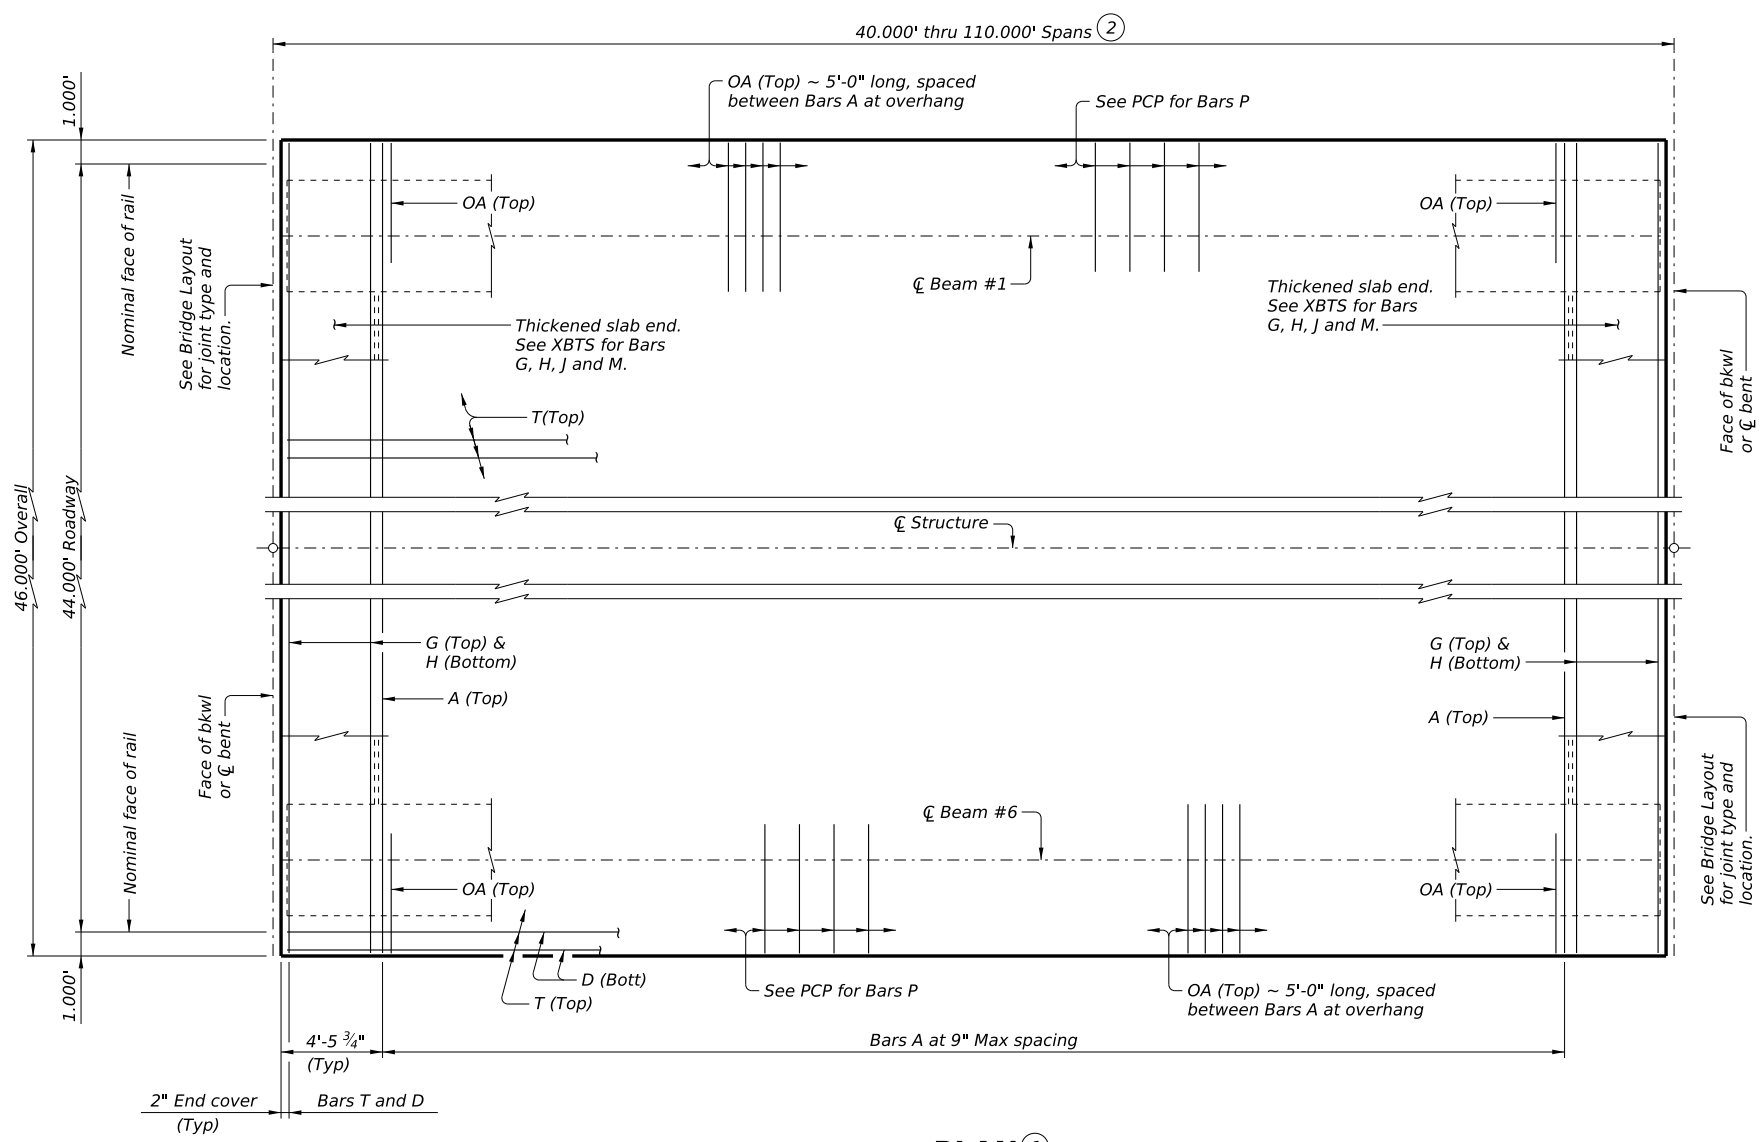 40.000' thru 110.000' Spans 2
OA (Top) ~ 5'-0" long, spaced
between Bars A at overhang
See PCP for Bars P
1.000'
46.000' Overall
44.000' Roadway
Nominal face of rail
See Bridge Layout
for joint type and
location.
OA (Top)
OA (Top)
℄ Beam #1
Thickened slab end.
See XBTS for Bars
G, H, J and M.
Thickened slab end.
See XBTS for Bars
G, H, J and M.
Face of bkwl
or ℄ bent
T(Top)
℄ Structure
G (Top) &
H (Bottom)
G (Top) &
H (Bottom)
A (Top)
A (Top)
Face of bkwl
or ℄ bent
Nominal face of rail
℄ Beam #6
See Bridge Layout
for joint type and
location.
OA (Top)
OA (Top)
D (Bott)
T (Top)
See PCP for Bars P
OA (Top) ~ 5'-0" long, spaced
between Bars A at overhang
1.000'
4'-5 ¾"
(Typ)
Bars A at 9" Max spacing
2" End cover
(Typ)
Bars T and D